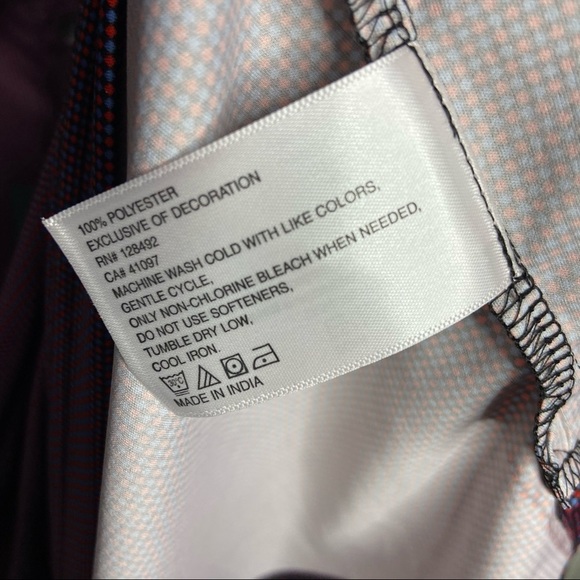 100% POLYESTER
EXCLUSIVE OF DECORATION
RN# 128492
CA# 41097
MACHINE WASH COLD WITH LIKE COLORS,
GENTLE CYCLE,
ONLY NON-CHLORINE BLEACH WHEN NEEDED,
DO NOT USE SOFTENERS,
TUMBLE DRY LOW,
COOL IRON.
30°C
MADE IN INDIA